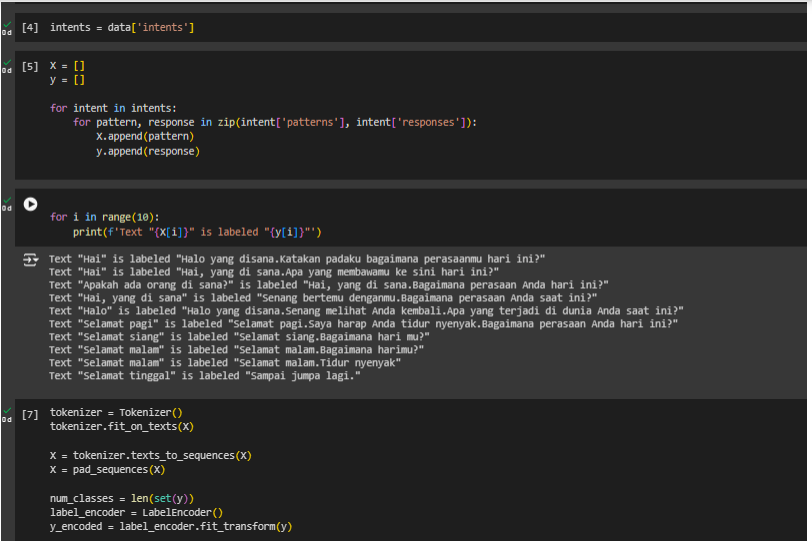 [4] intents = data['intents']
0d
[5] X = []
0d
y = []
for intent in intents:
for pattern, response in zip(intent['patterns'], intent['responses']):
X.append(pattern)
y.append(response)
0d
for i in range(10):
print(f'Text "{X[i]}" is labeled "{y[i]}"')
Text "Hai" is labeled "Halo yang disana.Katakan padaku bagaimana perasaanmu hari ini?"
Text "Hai" is labeled "Hai, yang di sana.Apa yang membawamu ke sini hari ini?"
Text "Apakah ada orang di sana?" is labeled "Hai, yang di sana.Bagaimana perasaan Anda hari ini?"
Text "Hai, yang di sana" is labeled "Senang bertemu denganmu.Bagaimana perasaan Anda saat ini?"
Text "Halo" is labeled "Halo yang disana.Senang melihat Anda kembali.Apa yang terjadi di dunia Anda saat ini?"
Text "Selamat pagi" is labeled "Selamat pagi.Saya harap Anda tidur nyenyak.Bagaimana perasaan Anda hari ini?"
Text "Selamat siang" is labeled "Selamat siang.Bagaimana hari mu?"
Text "Selamat malam" is labeled "Selamat malam.Bagaimana harimu?"
Text "Selamat malam" is labeled "Selamat malam.Tidur nyenyak"
Text "Selamat tinggal" is labeled "Sampai jumpa lagi."
[7] tokenizer = Tokenizer()
0d
tokenizer.fit_on_texts(X)
X = tokenizer.texts_to_sequences(X)
X = pad_sequences(X)
num_classes = len(set(y))
label_encoder = LabelEncoder()
y_encoded = label_encoder.fit_transform(y)